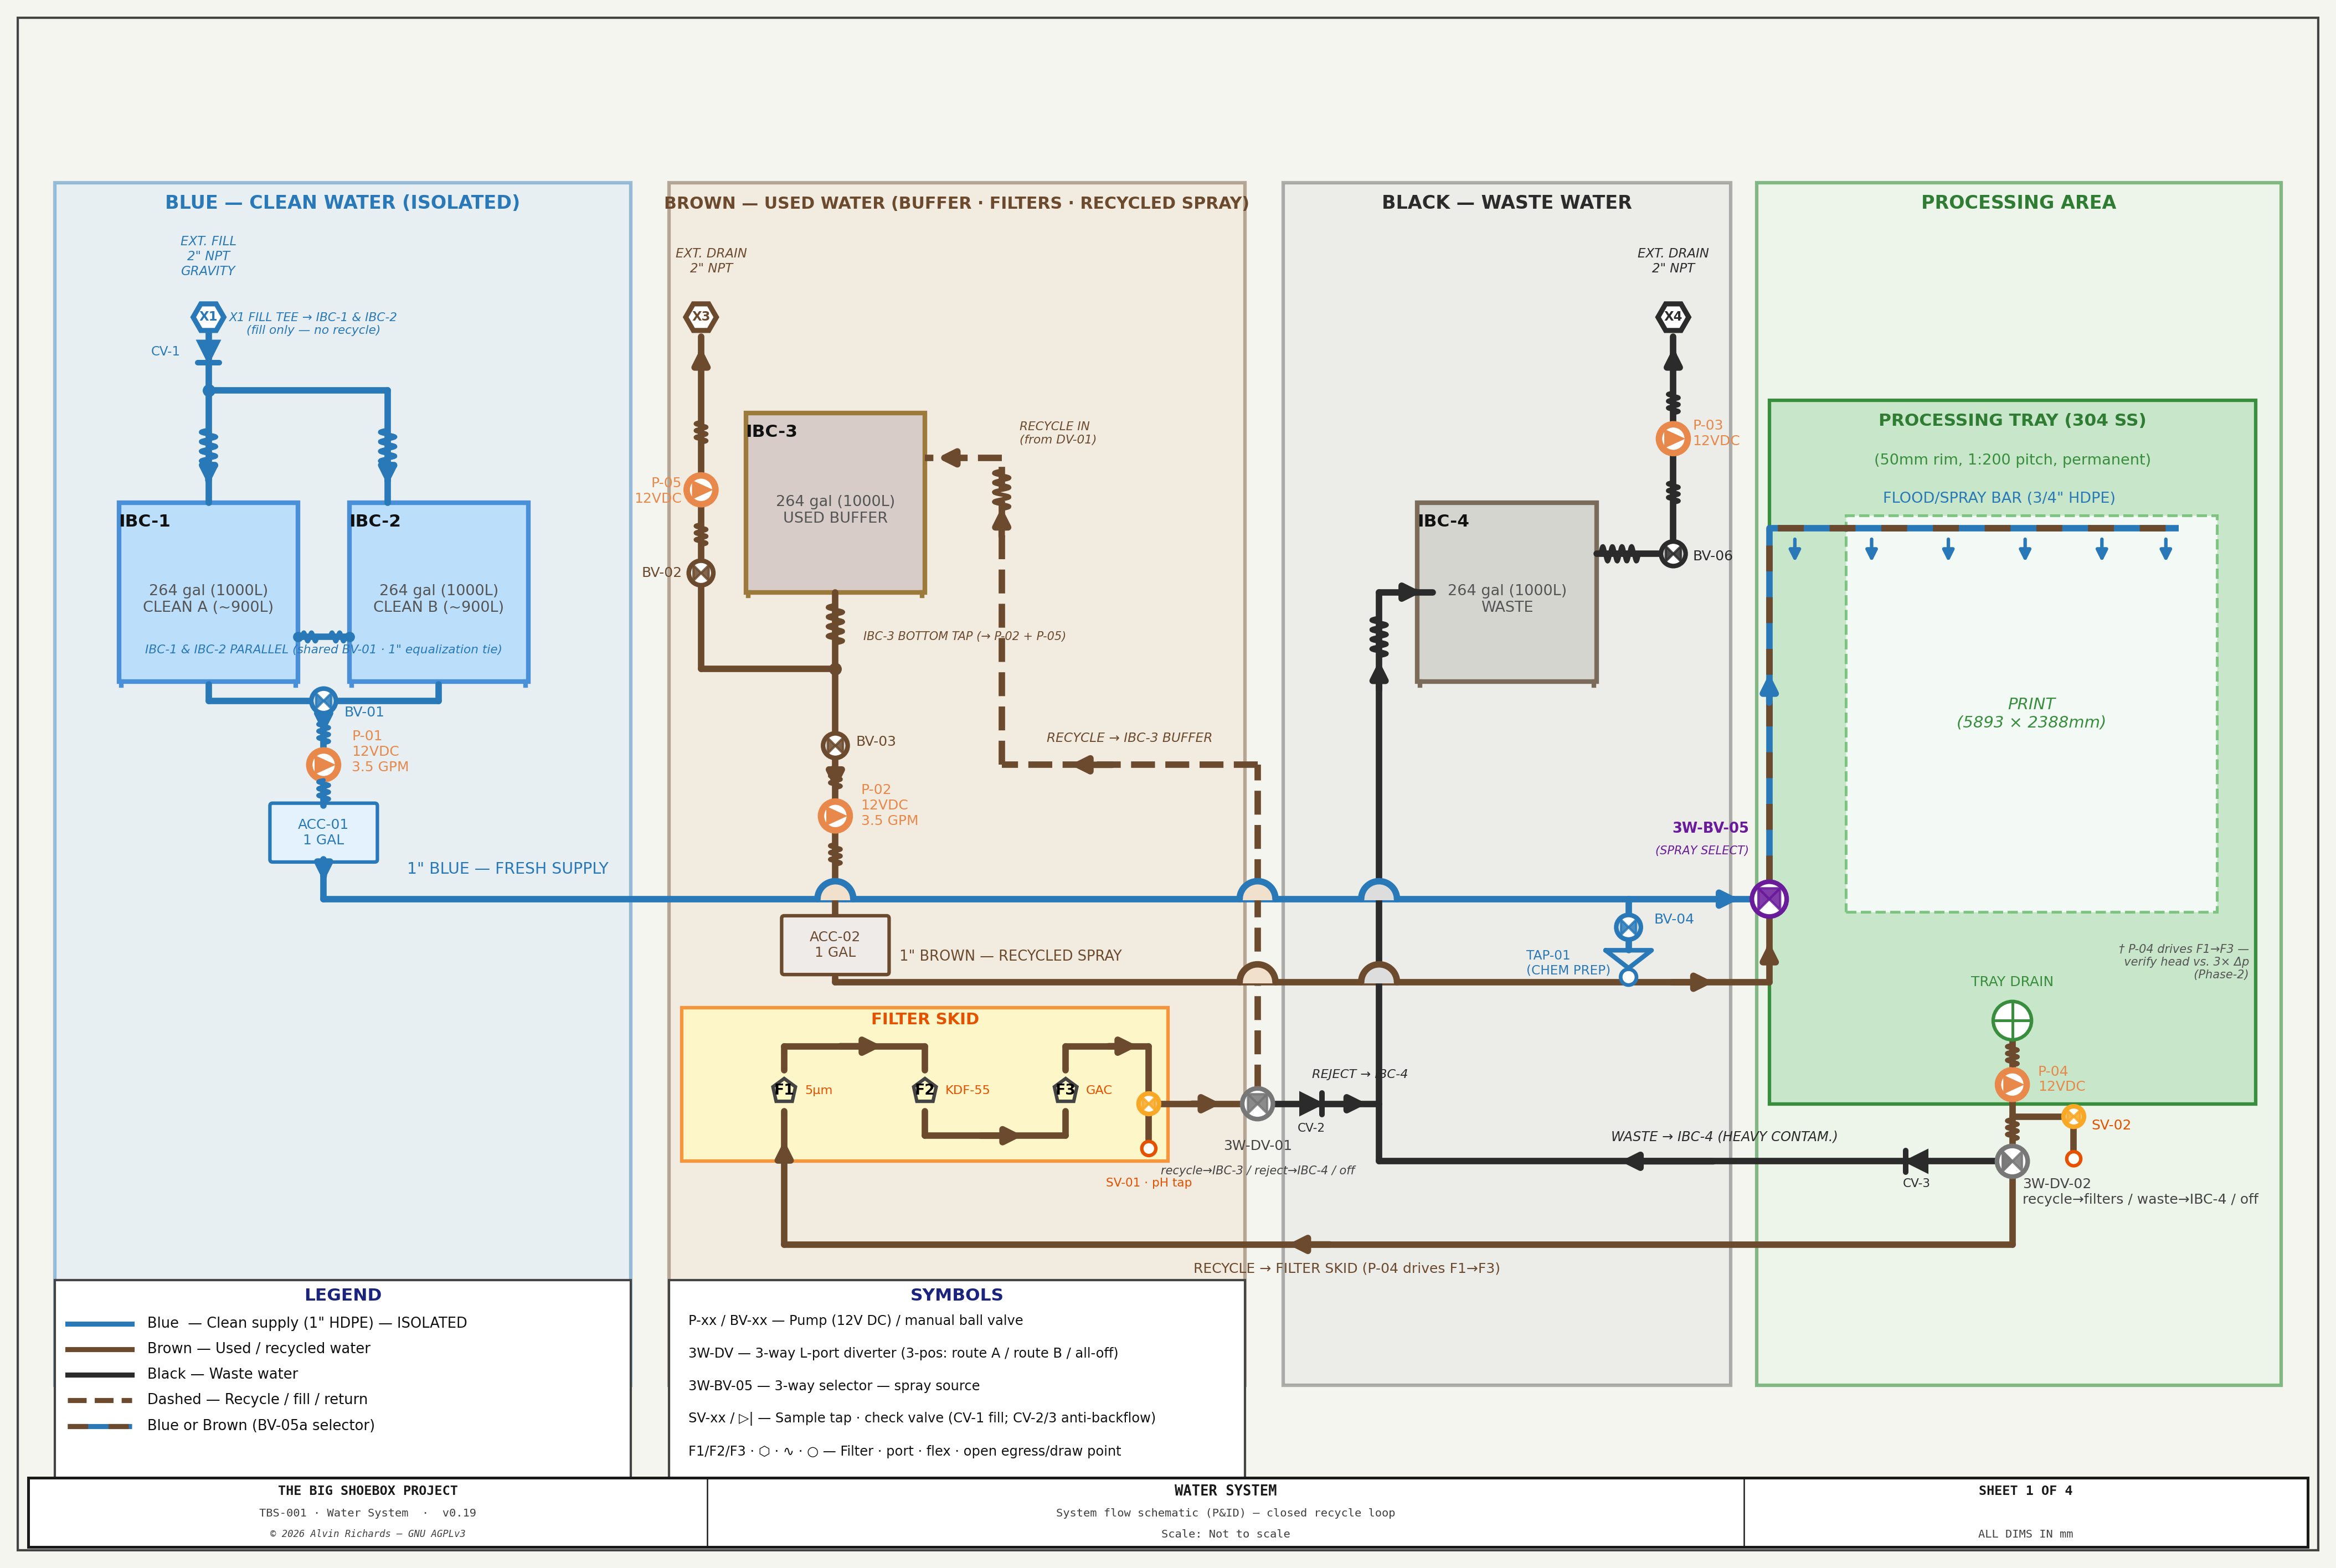 BLUE — CLEAN WATER (ISOLATED)
EXT. FILL
2" NPT
GRAVITY
X1
X1 FILL TEE → IBC-1 & IBC-2
(fill only — no recycle)
CV-1
IBC-1
264 gal (1000L)
CLEAN A (~900L)
IBC-2
264 gal (1000L)
CLEAN B (~900L)
IBC-1 & IBC-2 PARALLEL (shared BV-01 · 1" equalization tie)
BV-01
P-01
12VDC
3.5 GPM
ACC-01
1 GAL
1" BLUE — FRESH SUPPLY
BROWN — USED WATER (BUFFER · FILTERS · RECYCLED SPRAY)
EXT. DRAIN
2" NPT
X3
P-05
12VDC
BV-02
IBC-3
264 gal (1000L)
USED BUFFER
RECYCLE IN
(from DV-01)
IBC-3 BOTTOM TAP (→ P-02 + P-05)
BV-03
RECYCLE → IBC-3 BUFFER
P-02
12VDC
3.5 GPM
ACC-02
1 GAL
1" BROWN — RECYCLED SPRAY
FILTER SKID
F1
5µm
F2
KDF-55
F3
GAC
SV-01 · pH tap
3W-DV-01
recycle→IBC-3 / reject→IBC-4 / off
BLACK — WASTE WATER
EXT. DRAIN
2" NPT
X4
P-03
12VDC
BV-06
IBC-4
264 gal (1000L)
WASTE
3W-BV-05
(SPRAY SELECT)
BV-04
TAP-01
(CHEM PREP)
REJECT → IBC-4
CV-2
WASTE → IBC-4 (HEAVY CONTAM.)
CV-3
RECYCLE → FILTER SKID (P-04 drives F1→F3)
PROCESSING AREA
PROCESSING TRAY (304 SS)
(50mm rim, 1:200 pitch, permanent)
FLOOD/SPRAY BAR (3/4" HDPE)
PRINT
(5893 × 2388mm)
† P-04 drives F1→F3 —
verify head vs. 3× Δp
(Phase-2)
TRAY DRAIN
P-04
12VDC
SV-02
3W-DV-02
recycle→filters / waste→IBC-4 / off
LEGEND
Blue — Clean supply (1" HDPE) — ISOLATED
Brown — Used / recycled water
Black — Waste water
Dashed — Recycle / fill / return
Blue or Brown (BV-05a selector)
SYMBOLS
P-xx / BV-xx — Pump (12V DC) / manual ball valve
3W-DV — 3-way L-port diverter (3-pos: route A / route B / all-off)
3W-BV-05 — 3-way selector — spray source
SV-xx / ▷| — Sample tap · check valve (CV-1 fill; CV-2/3 anti-backflow)
F1/F2/F3 · ⬡ · ∿ · ○ — Filter · port · flex · open egress/draw point
THE BIG SHOEBOX PROJECT
TBS-001 · Water System · v0.19
© 2026 Alvin Richards — GNU AGPLv3
WATER SYSTEM
System flow schematic (P&ID) — closed recycle loop
Scale: Not to scale
SHEET 1 OF 4
ALL DIMS IN mm